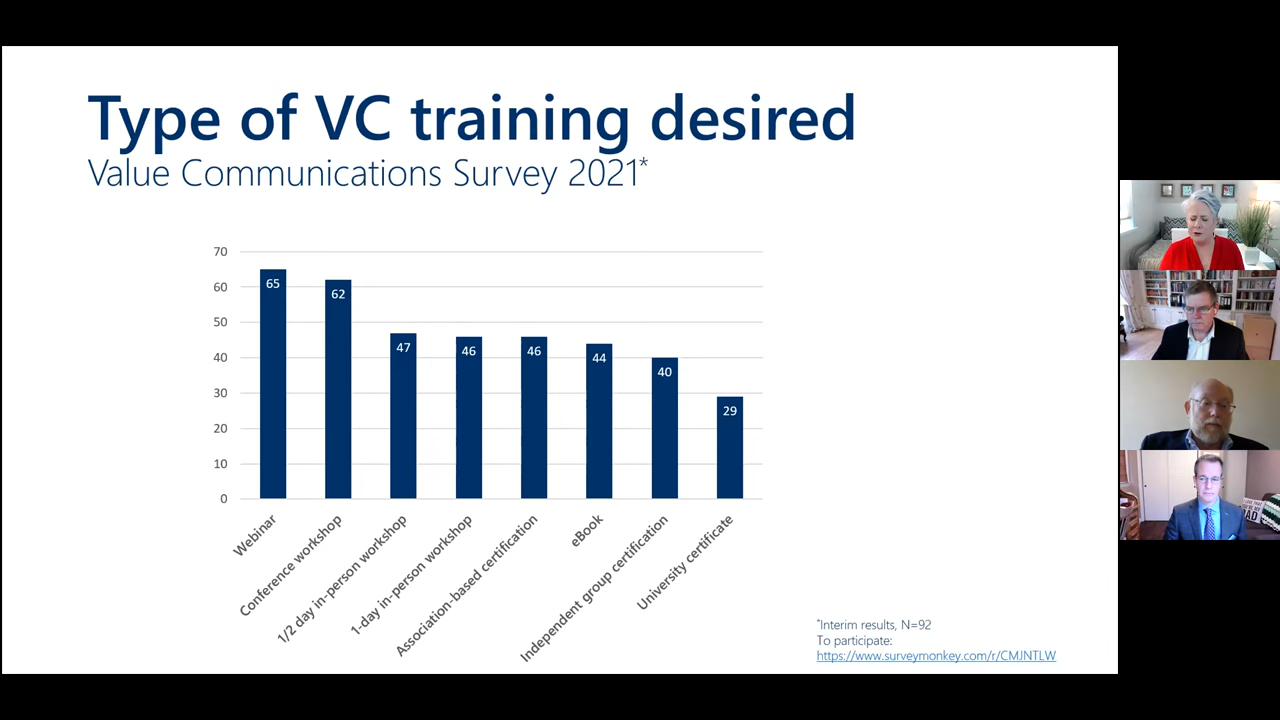 Type of VC training desired
Value Communications Survey 2021*
70
60
50
40
30
20
10
0
65
62
47
46
46
44
40
29
Webinar
Conference workshop
1/2 day in-person workshop
1-day in-person workshop
Association-based certification
eBook
Independent group certification
University certificate
*Interim results, N=92
To participate:
https://www.surveymonkey.com/r/CMJNTLW